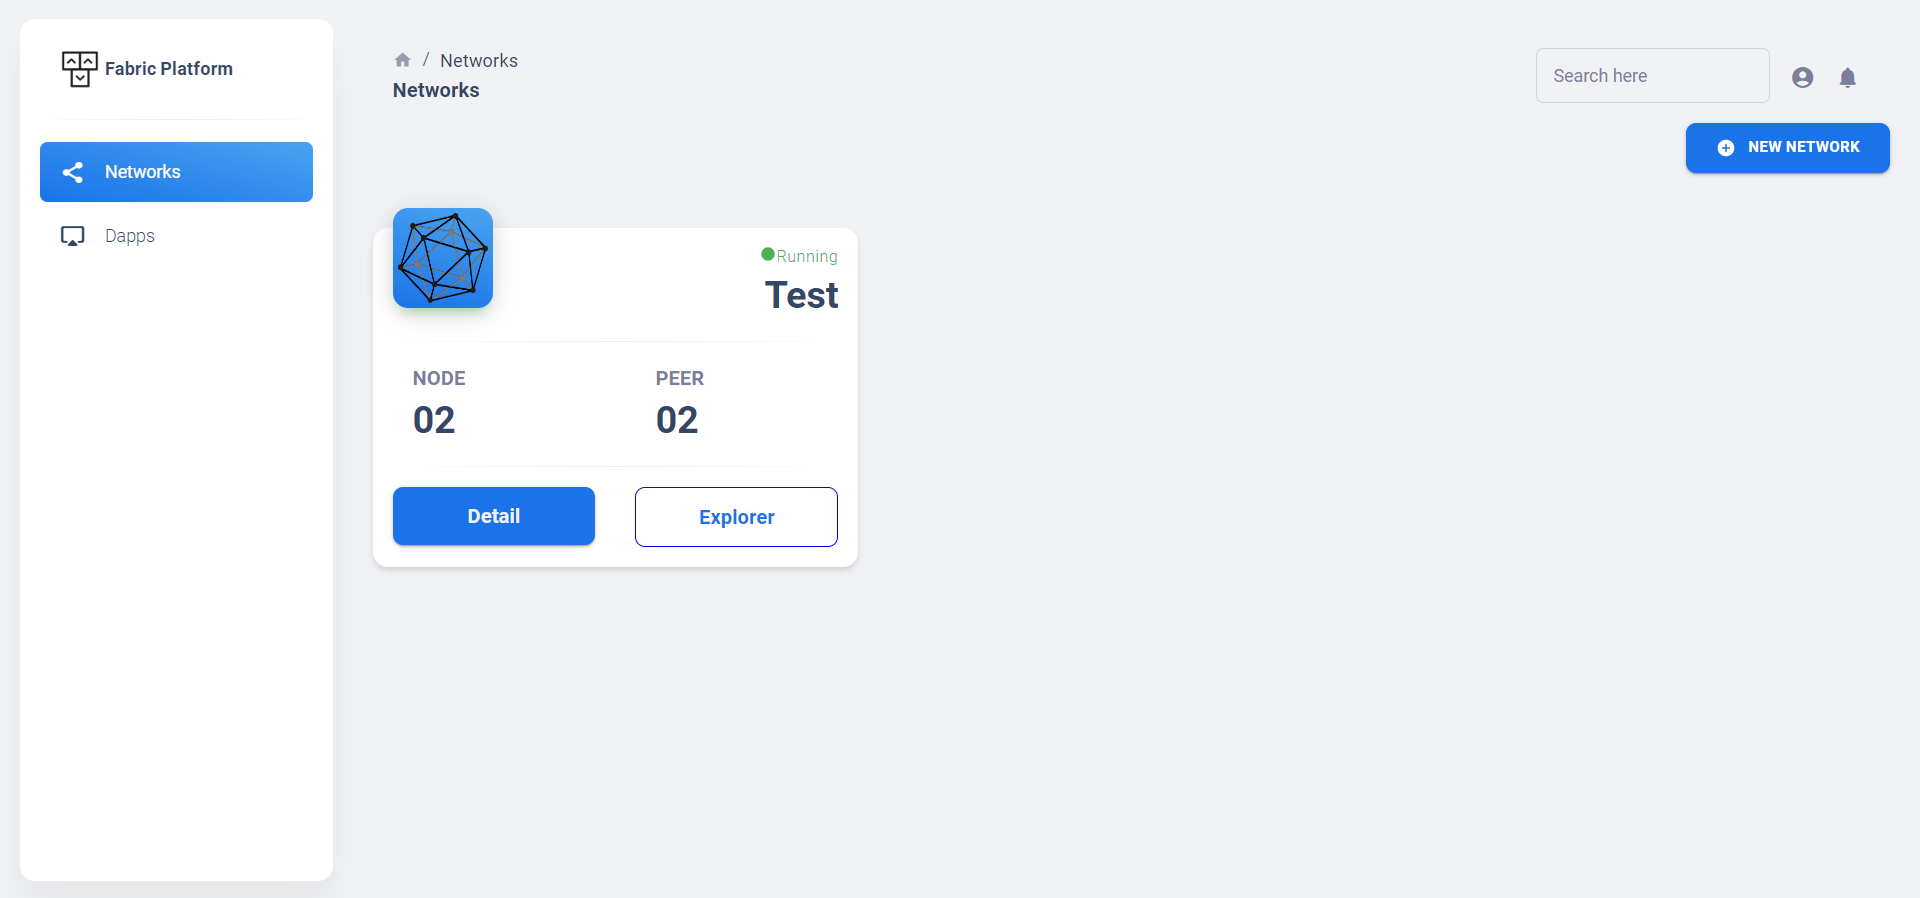 Fabric Platform
Networks
Dapps
/ Networks
Networks
Search here
NEW NETWORK
Running
Test
NODE
02
PEER
02
Detail
Explorer